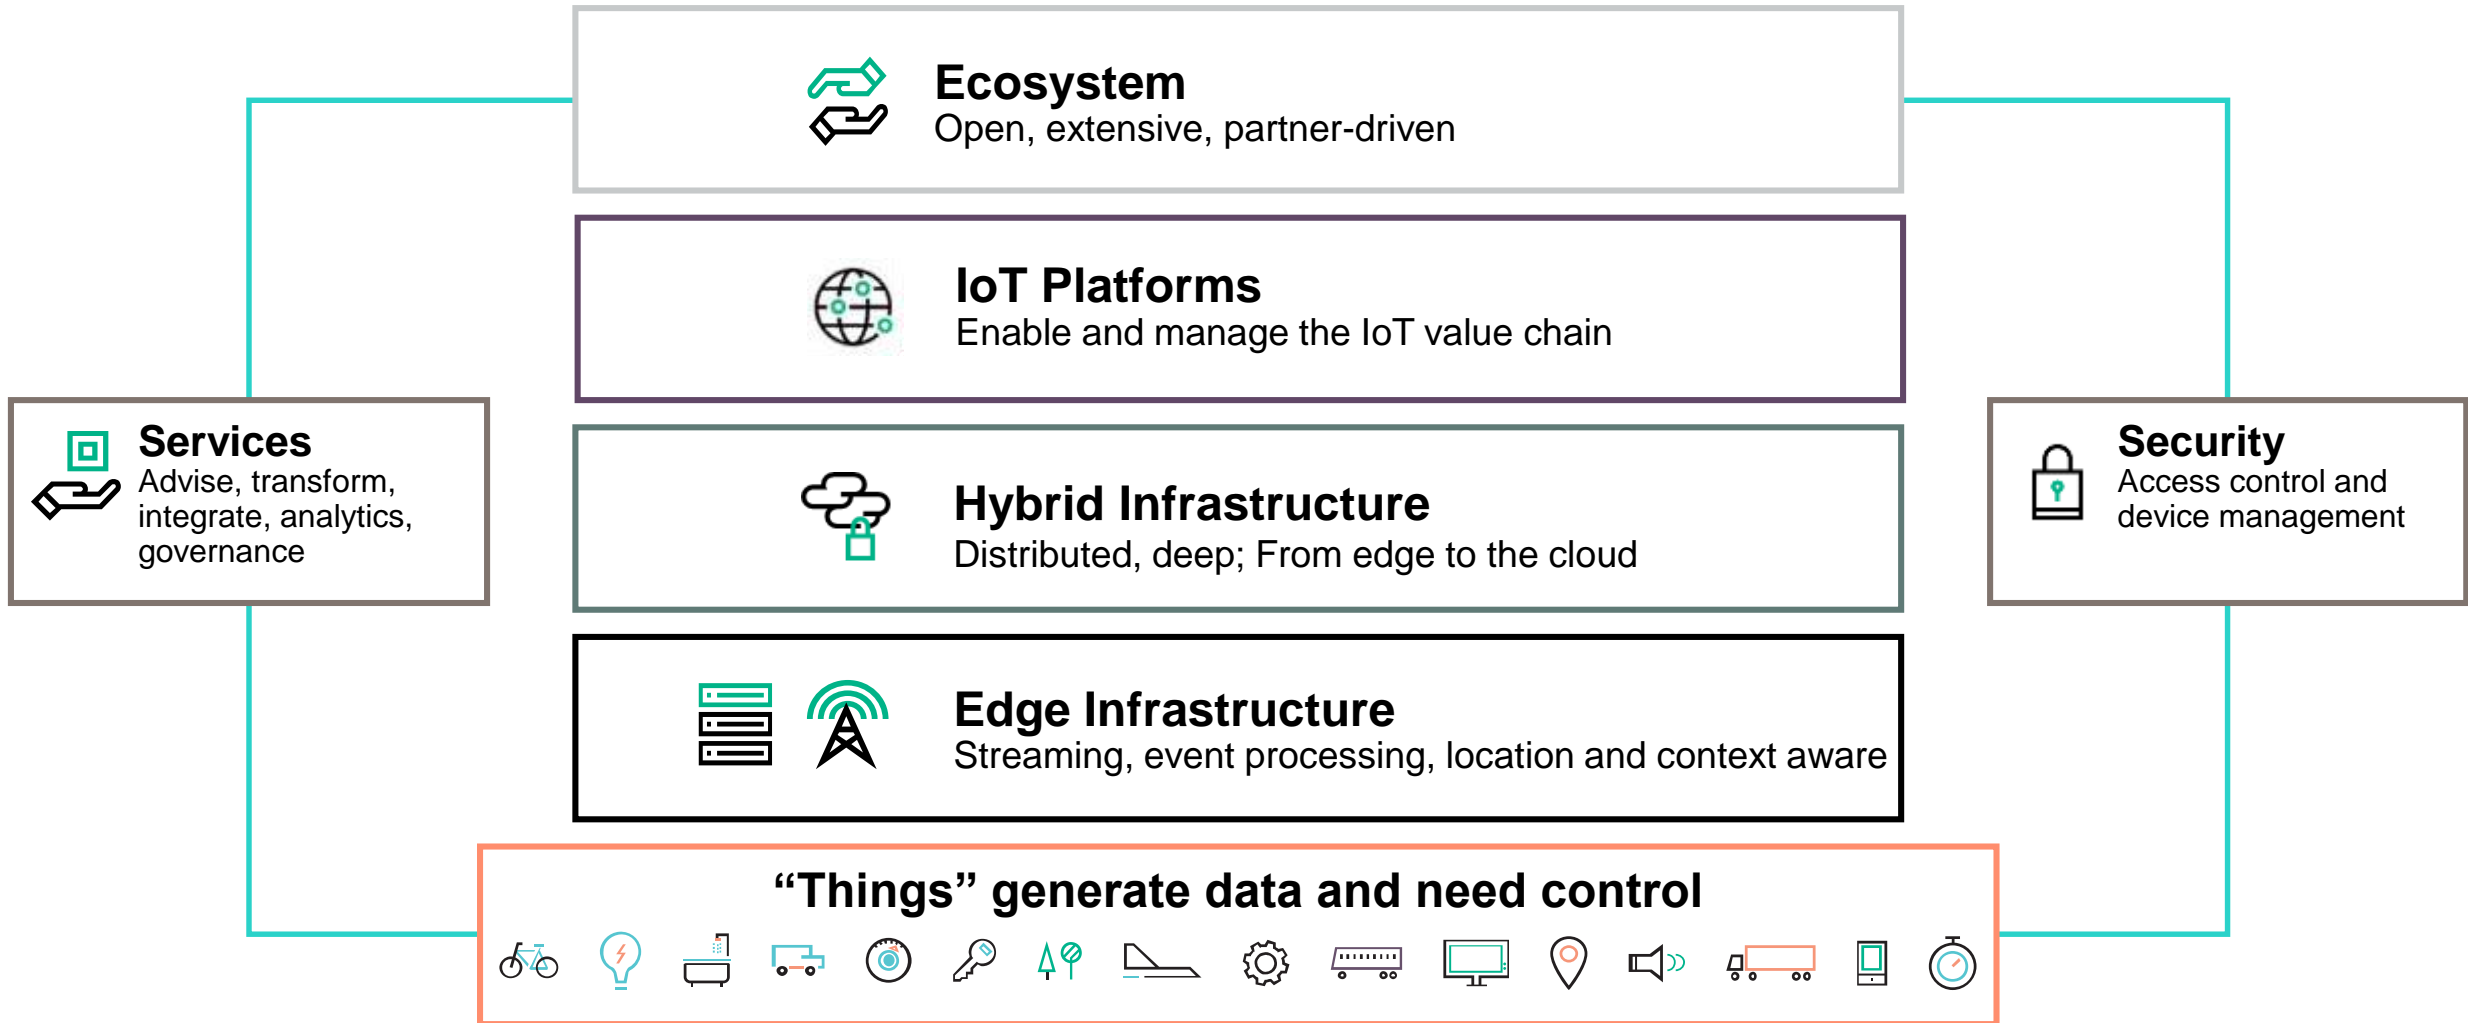 Ecosystem
Open, extensive, partner-driven
IoT Platforms
Enable and manage the IoT value chain
Services
Advise, transform,
integrate, analytics,
governance
Hybrid Infrastructure
Distributed, deep; From edge to the cloud
Security
Access control and
device management
Edge Infrastructure
Streaming, event processing, location and context aware
“Things” generate data and need control